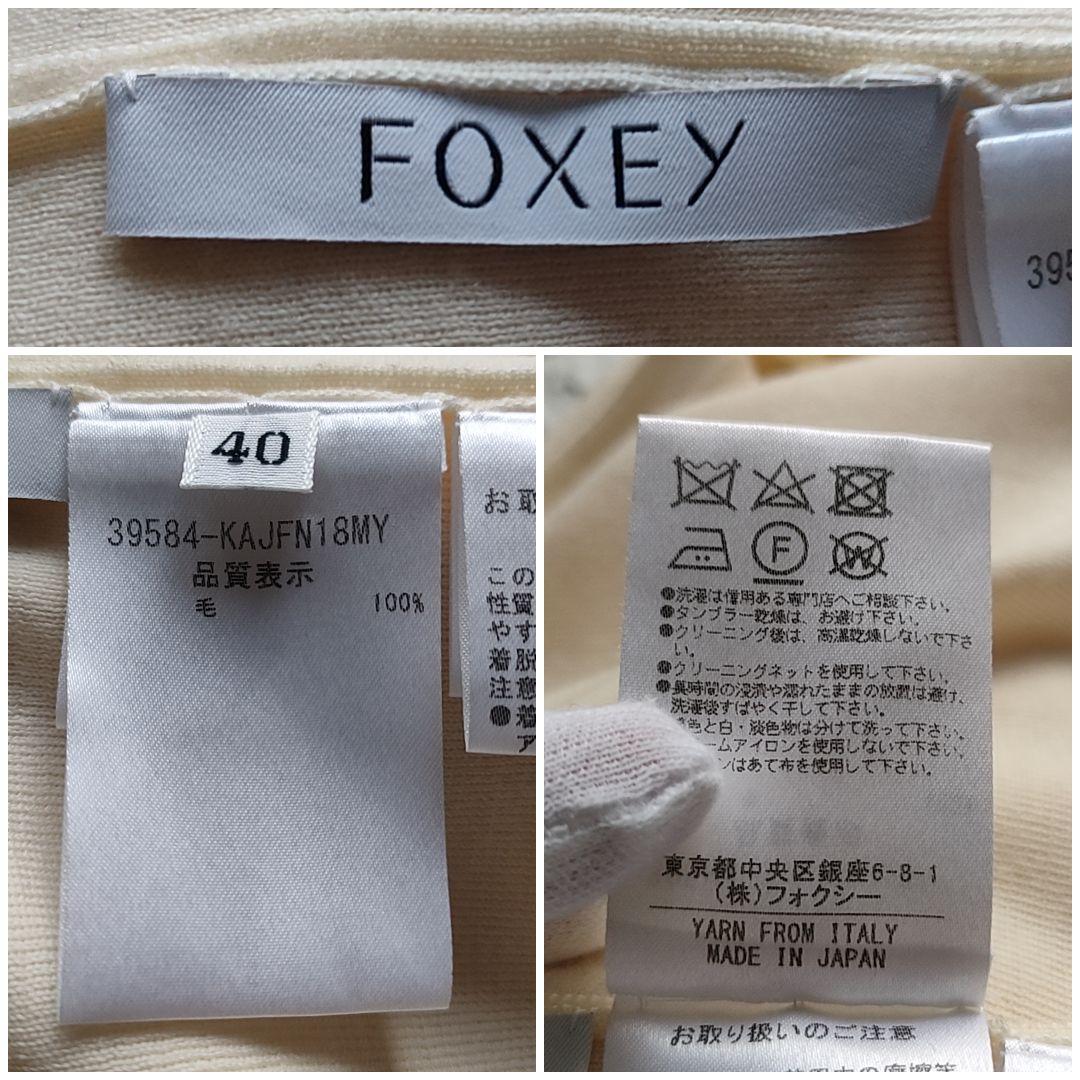 FOXEY
395
40
39584-KAJFN18MY
品質表示
毛 100%
お取
この
性質
やす
着脱
注意
●着
ア
F
W
●洗濯は信用ある専門店へご相談下さい。
●タンブラー乾燥は、お避け下さい。
●クリーニング後は、高温乾燥しないで下さ
い。
●クリーニングネットを使用して下さい。
●長時間の浸漬や濡れたままの放置は避け、
洗濯後すばやく干して下さい。
色と白・淡色物は分けて洗って下さい。
ームアイロンを使用しないで下さい。
ンはあて布を使用して下さい。
東京都中央区銀座6-8-1
(株)フォクシー
YARN FROM ITALY
MADE IN JAPAN
お取り扱いのご注意